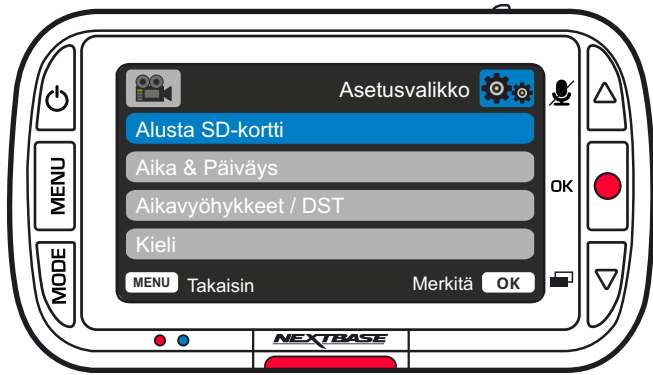 Asetusvalikko
Alusta SD-kortti
Aika & Päiväys
Aikavyöhykkeet / DST
Kieli
MENU Takaisin Merkitä OK
MENU
MODE
OK
NEXTBASE